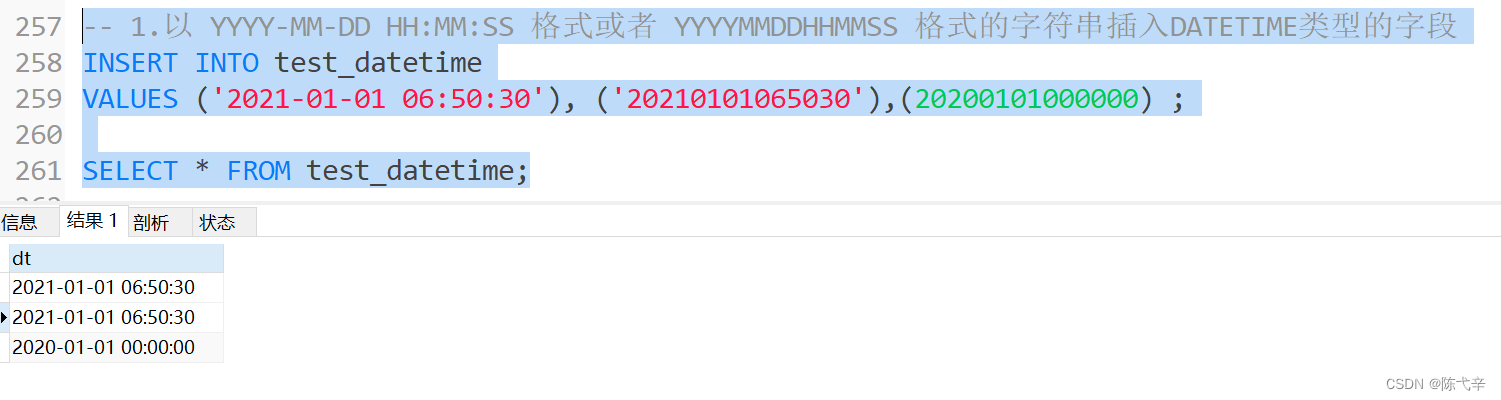 257 -- 1.以 YYYY-MM-DD HH:MM:SS 格式或者 YYYYMMDDHHMMSS 格式的字符串插入DATETIME类型的字段
258 INSERT INTO test_datetime
259 VALUES ('2021-01-01 06:50:30'), ('20210101065030'),(20200101000000) ;
260
261 SELECT * FROM test_datetime;
262
信息 结果 1 剖析 状态
dt
2021-01-01 06:50:30
2021-01-01 06:50:30
2020-01-01 00:00:00
CSDN @陈弋辛